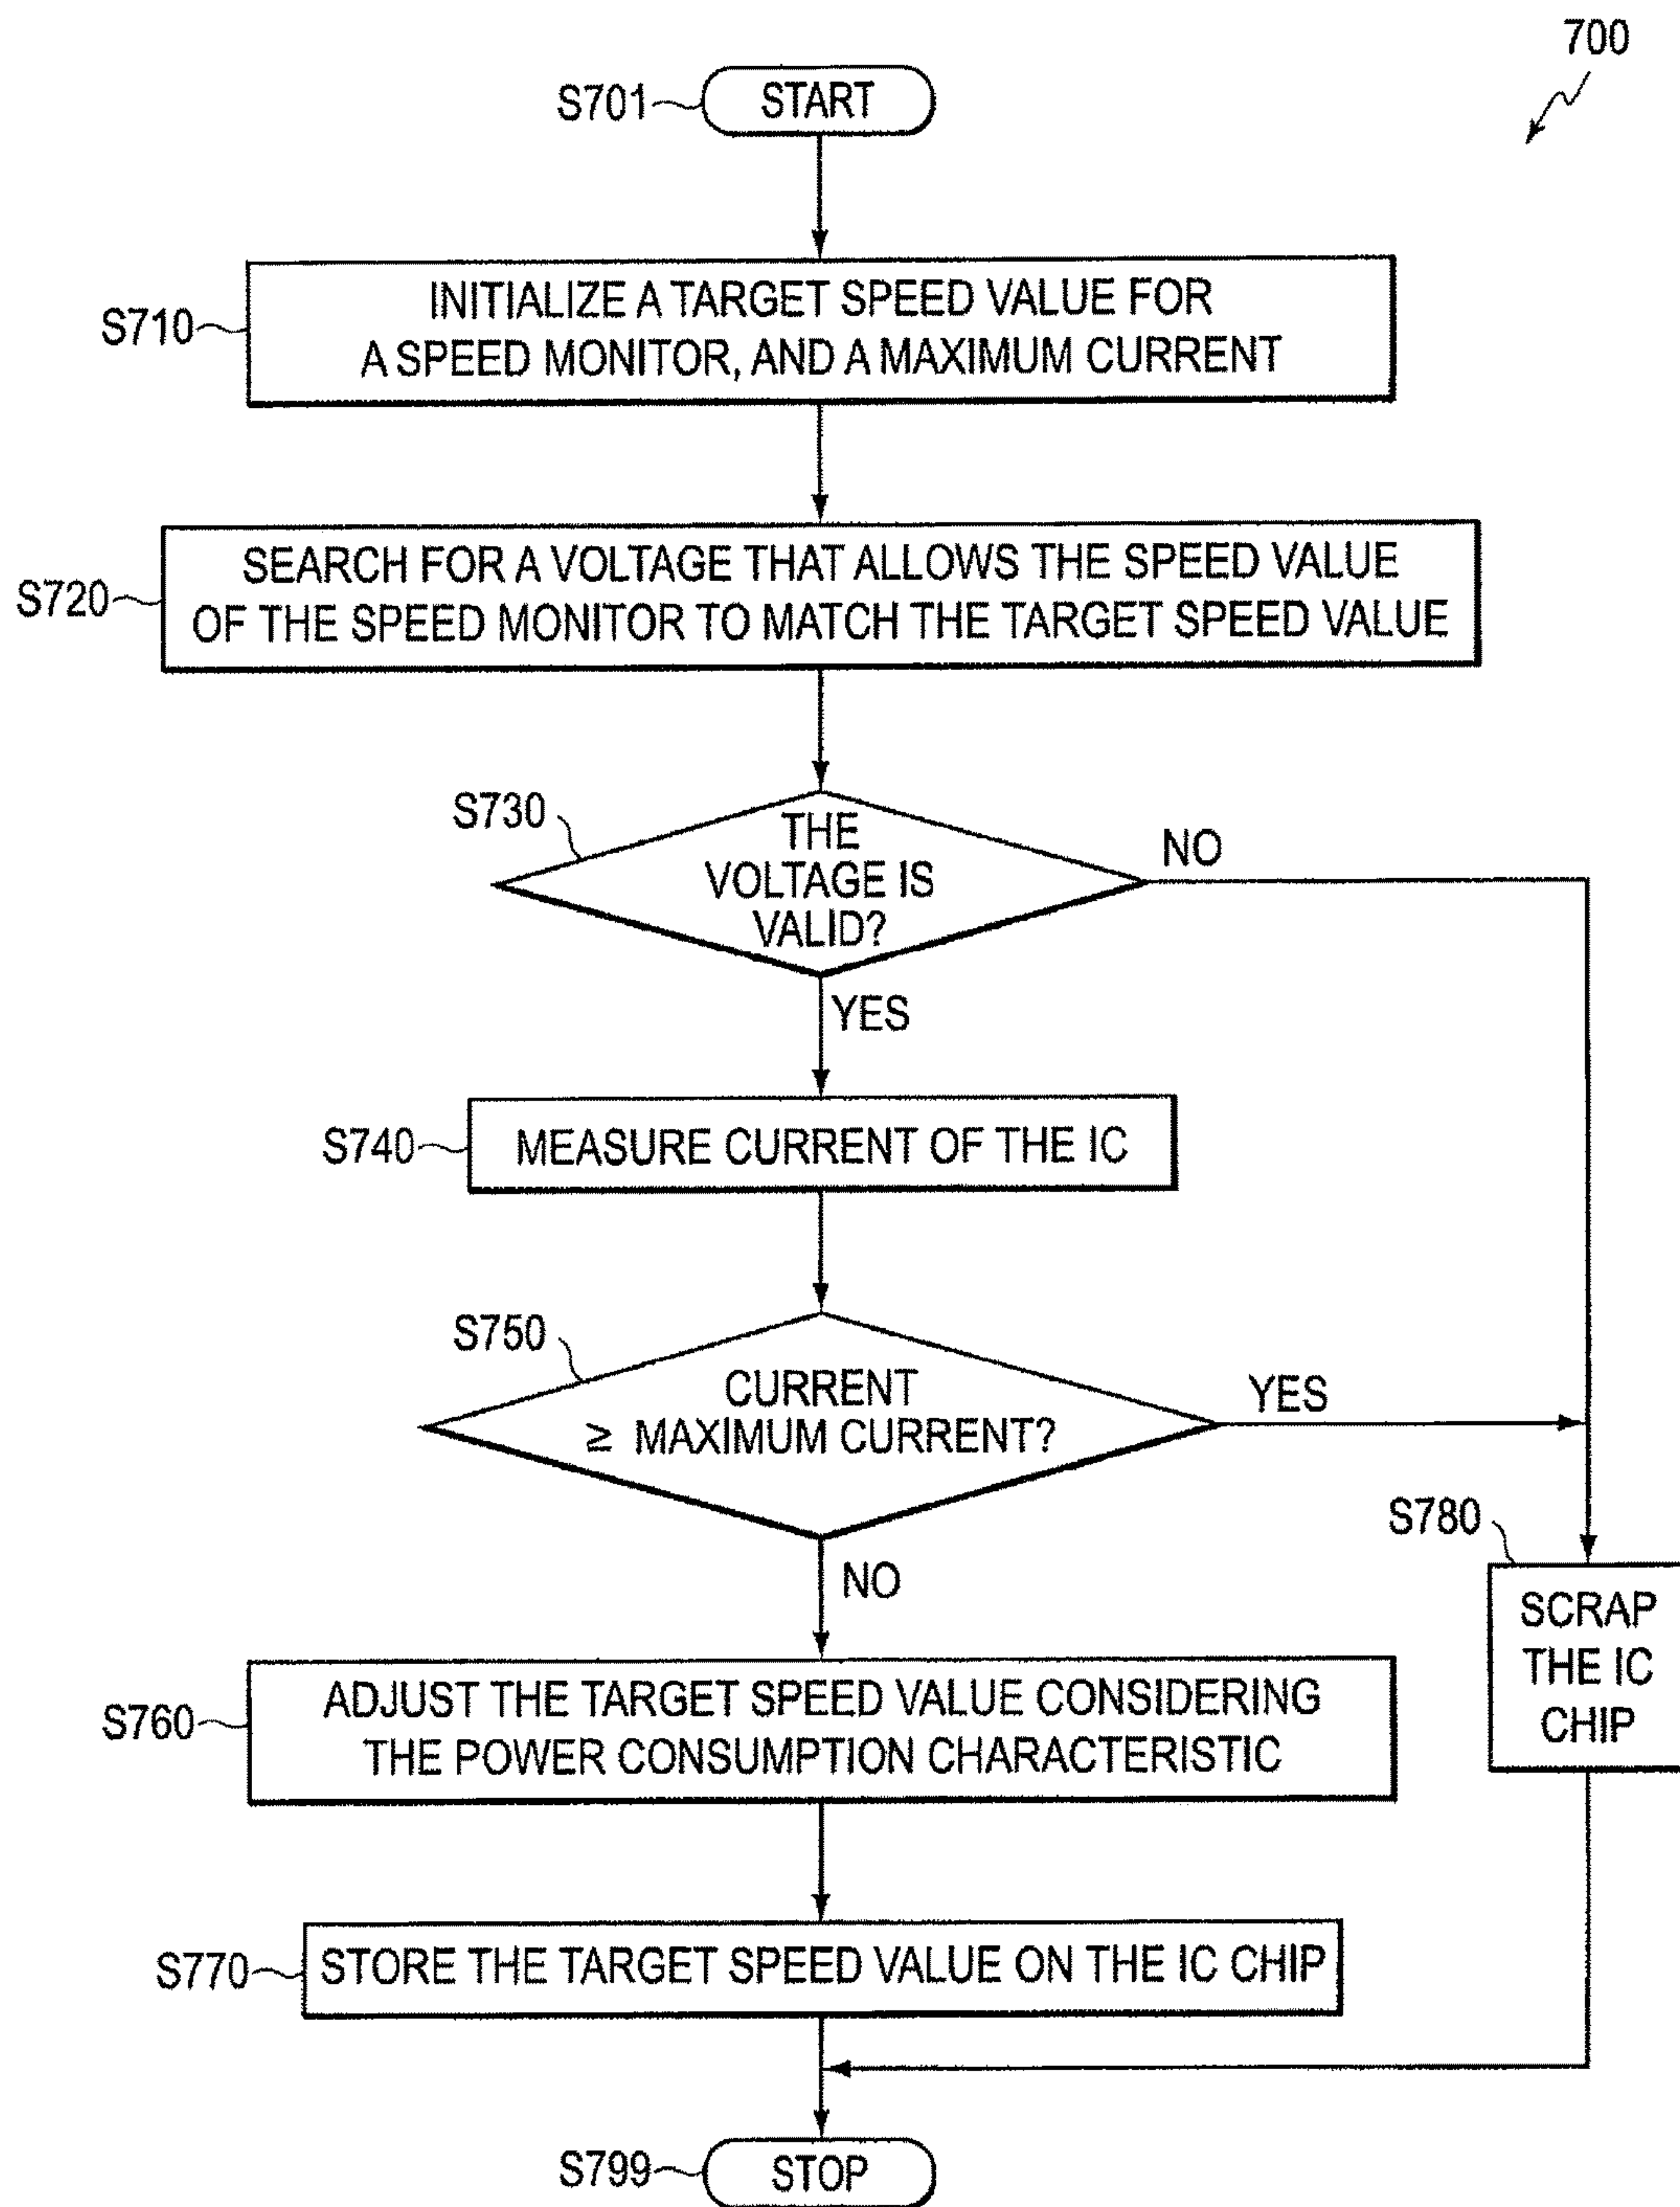 700
S701
START
S710
INITIALIZE A TARGET SPEED VALUE FOR
A SPEED MONITOR, AND A MAXIMUM CURRENT
S720
SEARCH FOR A VOLTAGE THAT ALLOWS THE SPEED VALUE
OF THE SPEED MONITOR TO MATCH THE TARGET SPEED VALUE
S730
THE
VOLTAGE IS
VALID?
NO
YES
S740
MEASURE CURRENT OF THE IC
S750
CURRENT
≥ MAXIMUM CURRENT?
YES
NO
S780
SCRAP
THE IC
CHIP
S760
ADJUST THE TARGET SPEED VALUE CONSIDERING
THE POWER CONSUMPTION CHARACTERISTIC
S770
STORE THE TARGET SPEED VALUE ON THE IC CHIP
S799
STOP